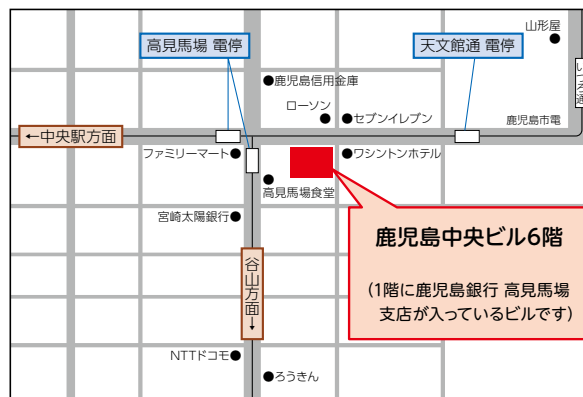 山形屋
高見馬場 電停
天文館通 電停
いづろ通
鹿児島信用金庫
ローソン
セブンイレブン
鹿児島市電
←中央駅方面
ファミリーマート
ワシントンホテル
高見馬場食堂
宮崎太陽銀行
鹿児島中央ビル6階
(1階に鹿児島銀行 高見馬場
支店が入っているビルです)
谷山方面→
NTTドコモ
ろうきん